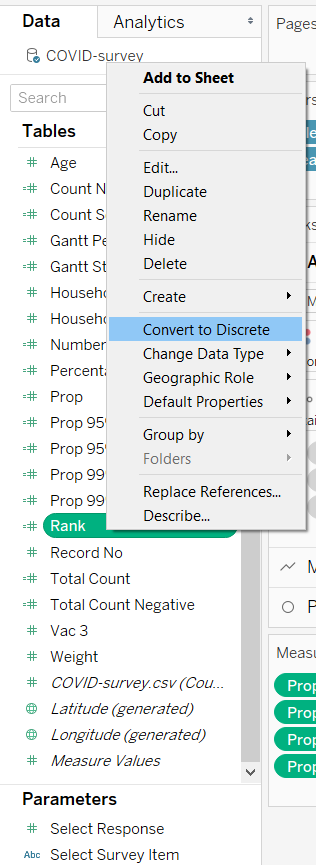 Data
Analytics
Pages
COVID-survey
Add to Sheet
Search
Cut
Copy
Tables
Age
Edit...
Count N
Duplicate
Count S
Rename
Gantt Pe
Hide
Gantt St
Delete
Househo
Create
Househo
Number
Convert to Discrete
Percenta
Change Data Type
Prop
Geographic Role
Prop 959
Default Properties
Prop 959
Group by
Prop 999
Folders
Prop 999
Replace References...
Rank
Describe...
Record No
Total Count
Total Count Negative
Vac 3
Weight
Measu
COVID-survey.csv (Cou...
Prop
Latitude (generated)
Prop
Longitude (generated)
Prop
Measure Values
Prop
Parameters
Select Response
Abc Select Survey Item